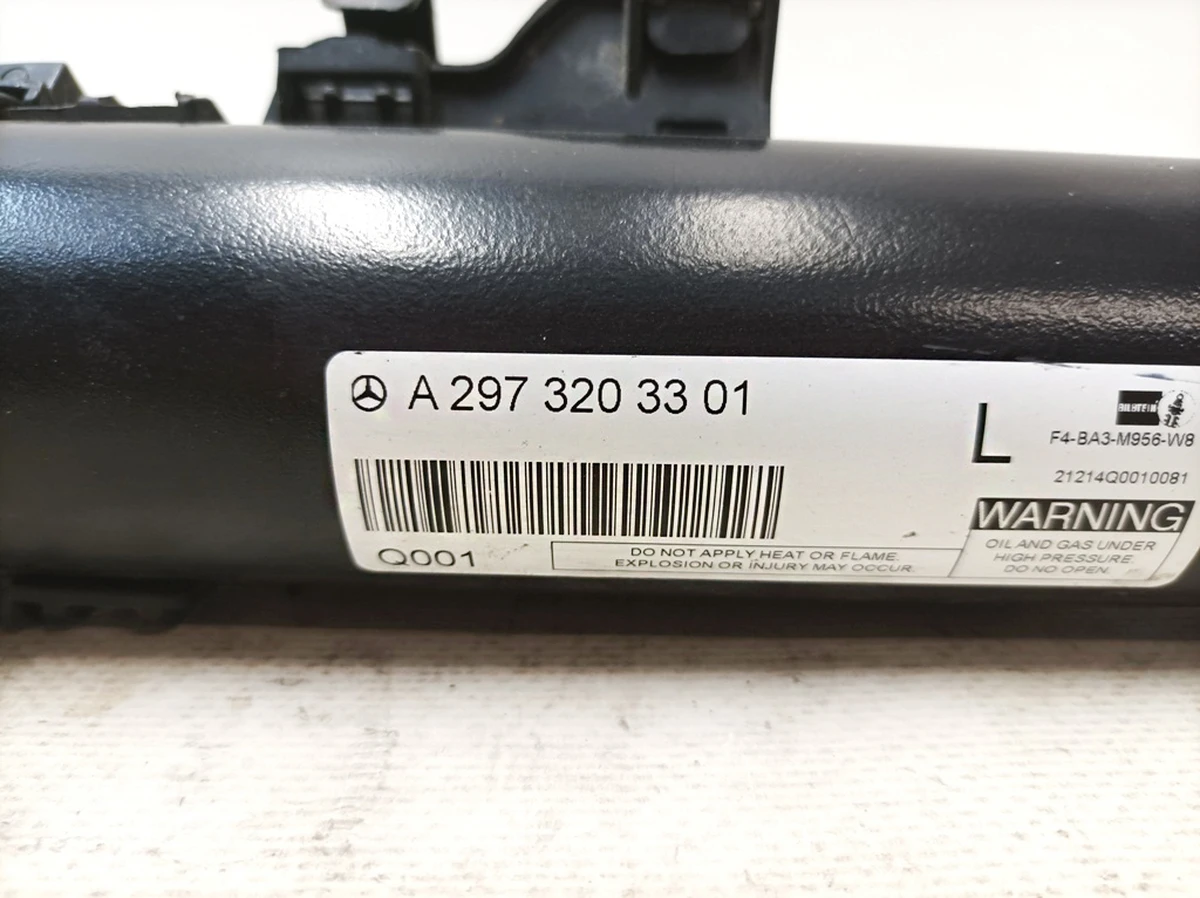 A 297 320 33 01
L
BILSTEIN
F4-BA3-M956-W8
21214Q0010081
WARNING
OIL AND GAS UNDER
HIGH PRESSURE.
DO NO OPEN.
Q001
DO NOT APPLY HEAT OR FLAME.
EXPLOSION OR INJURY MAY OCCUR.